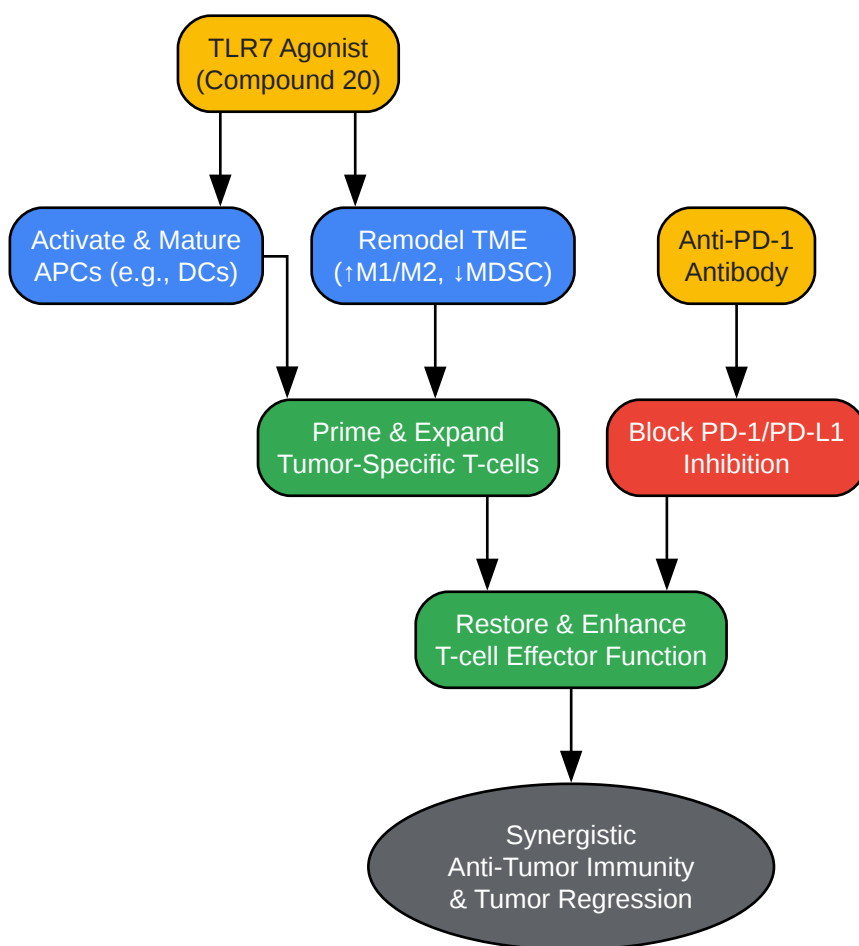 TLR7 Agonist
(Compound 20)
Activate & Mature
APCs (e.g., DCs)
Remodel TME
(↑M1/M2, ↓MDSC)
Anti-PD-1
Antibody
Prime & Expand
Tumor-Specific T-cells
Block PD-1/PD-L1
Inhibition
Restore & Enhance
T-cell Effector Function
Synergistic
Anti-Tumor Immunity
& Tumor Regression